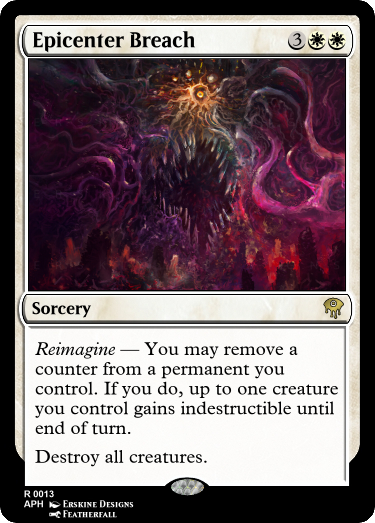 Epicenter Breach 3
Sorcery
Reimagine — You may remove a
counter from a permanent you
control. If you do, up to one creature
you control gains indestructible until
end of turn.
Destroy all creatures.
R 0013
APH Erskine Designs
Featherfall